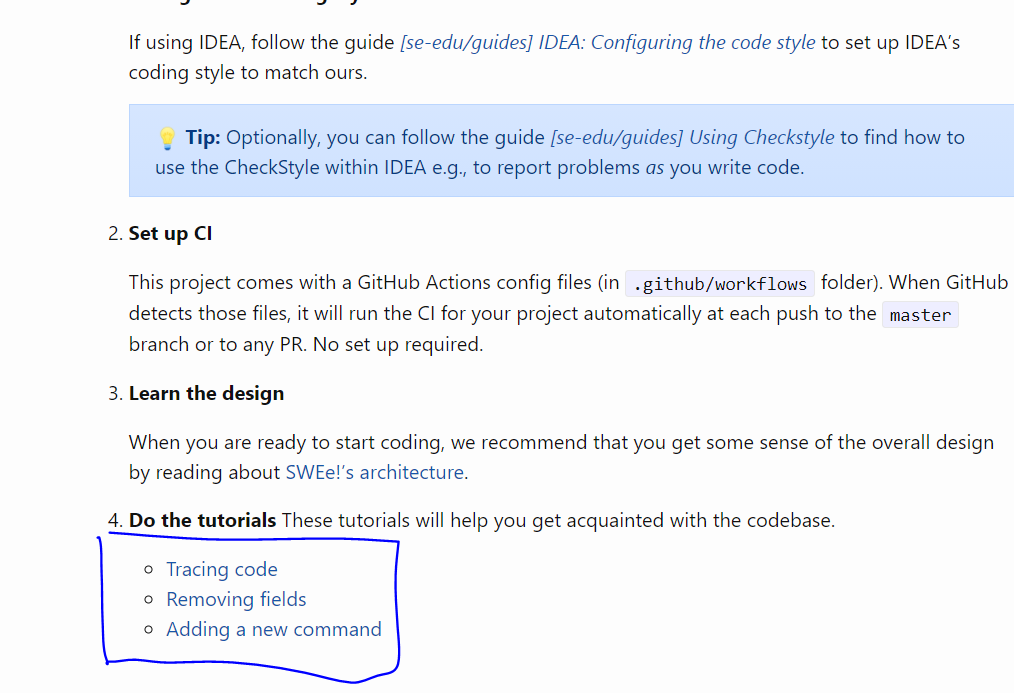 If using IDEA, follow the guide [se-edu/guides] IDEA: Configuring the code style to set up IDEA’s
coding style to match ours.
💡 Tip: Optionally, you can follow the guide [se-edu/guides] Using Checkstyle to find how to
use the CheckStyle within IDEA e.g., to report problems as you write code.
2. Set up CI
This project comes with a GitHub Actions config files (in .github/workflows folder). When GitHub
detects those files, it will run the CI for your project automatically at each push to the master
branch or to any PR. No set up required.
3. Learn the design
When you are ready to start coding, we recommend that you get some sense of the overall design
by reading about SWEe!’s architecture.
4. Do the tutorials These tutorials will help you get acquainted with the codebase.
○ Tracing code
○ Removing fields
○ Adding a new command